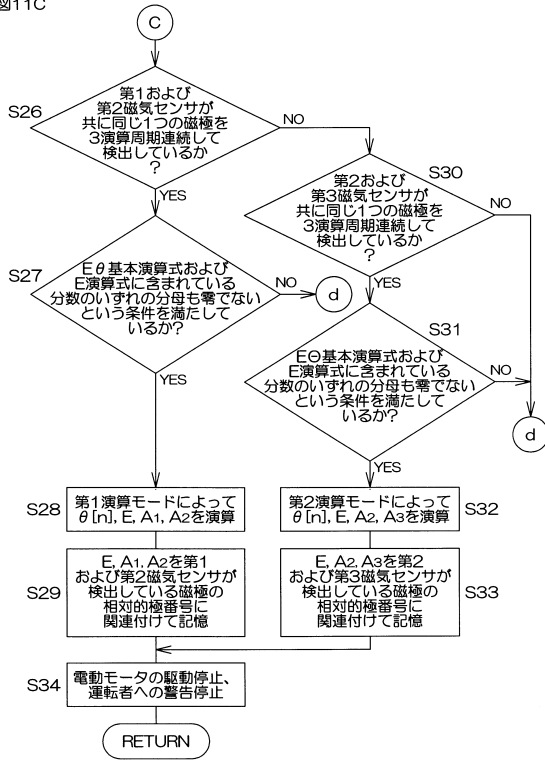 図11C
C
S26
第1および
第2磁気センサが
共に同じ1つの磁極を
3演算周期連続して
検出しているか
?
NO
YES
S30
第2および
第3磁気センサが
共に同じ1つの磁極を
3演算周期連続して
検出しているか
?
NO
YES
S27
Eθ基本演算式および
E演算式に含まれている
分数のいずれの分母も零でない
という条件を満たして
いるか?
NO
d
YES
S31
EΘ基本演算式および
E演算式に含まれている
分数のいずれの分母も零でない
という条件を満たして
いるか?
NO
d
YES
S28
第1演算モードによって
θ[n], E, A1, A2を演算
第2演算モードによって
θ[n], E, A2, A3を演算
S32
S29
E, A1, A2を第1
および第2磁気センサが
検出している磁極の
相対的極番号に
関連付けて記憶
E, A2, A3を第2
および第3磁気センサが
検出している磁極の
相対的極番号に
関連付けて記憶
S33
S34
電動モータの駆動停止、
運転者への警告停止
RETURN